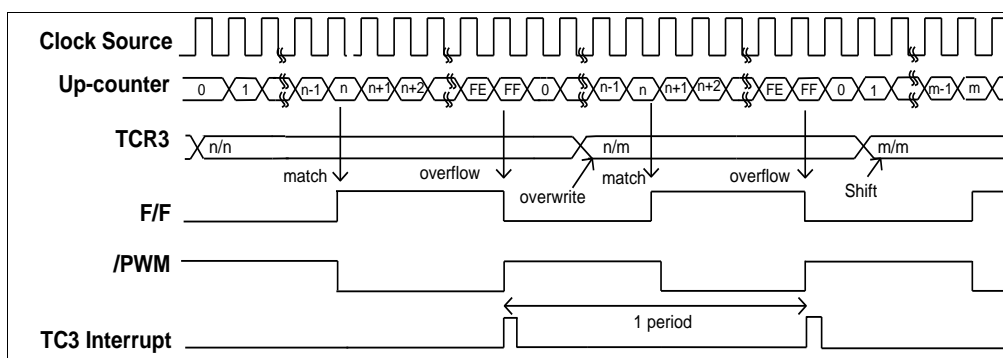 Clock Source
Up-counter 0 1 n-1 n n+1 n+2 FE FF 0 n-1 n n+1 n+2 FE FF 0 1 m-1 m
TCR3 n/n n/m m/m
match overflow overwrite match overflow Shift
F/F
/PWM
1 period
TC3 Interrupt